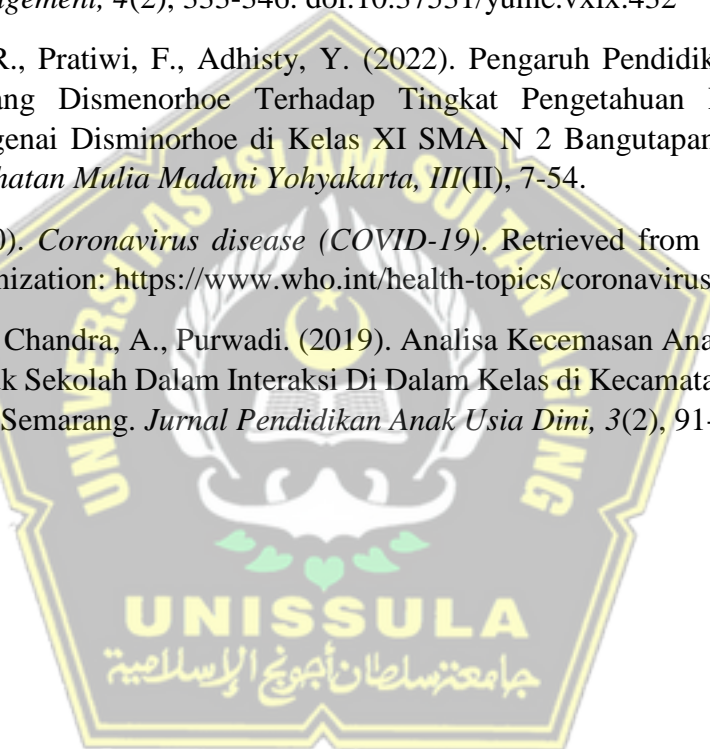 agement, 4(2), 333-346. doi:10.37531/yume.vxix.432
R., Pratiwi, F., Adhisty, Y. (2022). Pengaruh Pendidik
ang Dismenorhoe Terhadap Tingkat Pengetahuan
genai Disminorhoe di Kelas XI SMA N 2 Bangutapan
hatan Mulia Madani Yohyakarta, III(II), 7-54.
0). Coronavirus disease (COVID-19). Retrieved from
nization: https://www.who.int/health-topics/coronavirus
Chandra, A., Purwadi. (2019). Analisa Kecemasan Ana
k Sekolah Dalam Interaksi Di Dalam Kelas di Kecamata
Semarang. Jurnal Pendidikan Anak Usia Dini, 3(2), 91-
UNIVERSITAS ISLAM SULTAN AGUNG
UNISSULA
جامعة سلطان أجونج الإسلامية